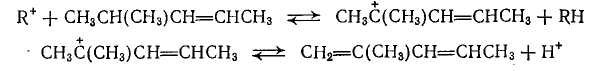 R⁺ + CH₃CH(CH₃)CH=CHCH₃ ⇌ CH₃C⁺(CH₃)CH=CHCH₃ + RH
CH₃C⁺(CH₃)CH=CHCH₃ ⇌ CH₂=C(CH₃)CH=CHCH₃ + H⁺